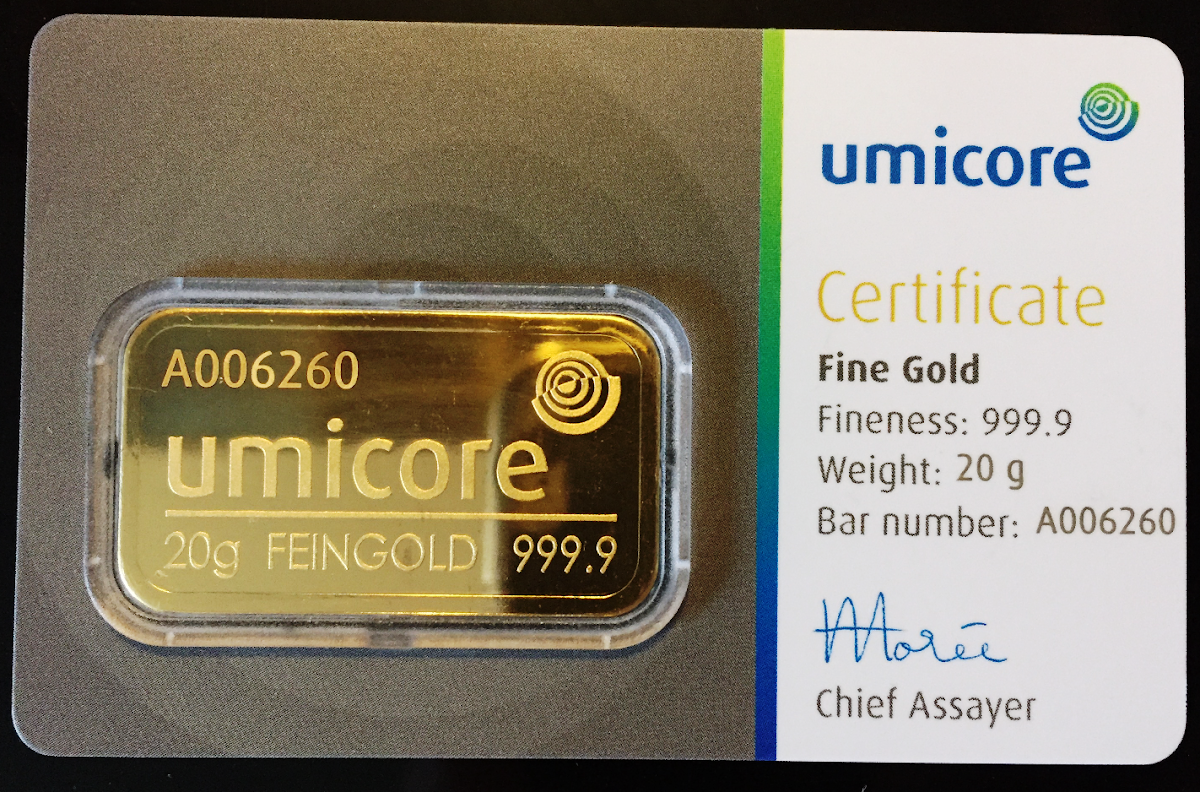 A006260
umicore
20g FEINGOLD 999.9
umicore
Certificate
Fine Gold
Fineness: 999.9
Weight: 20 g
Bar number: A006260
Morée
Chief Assayer